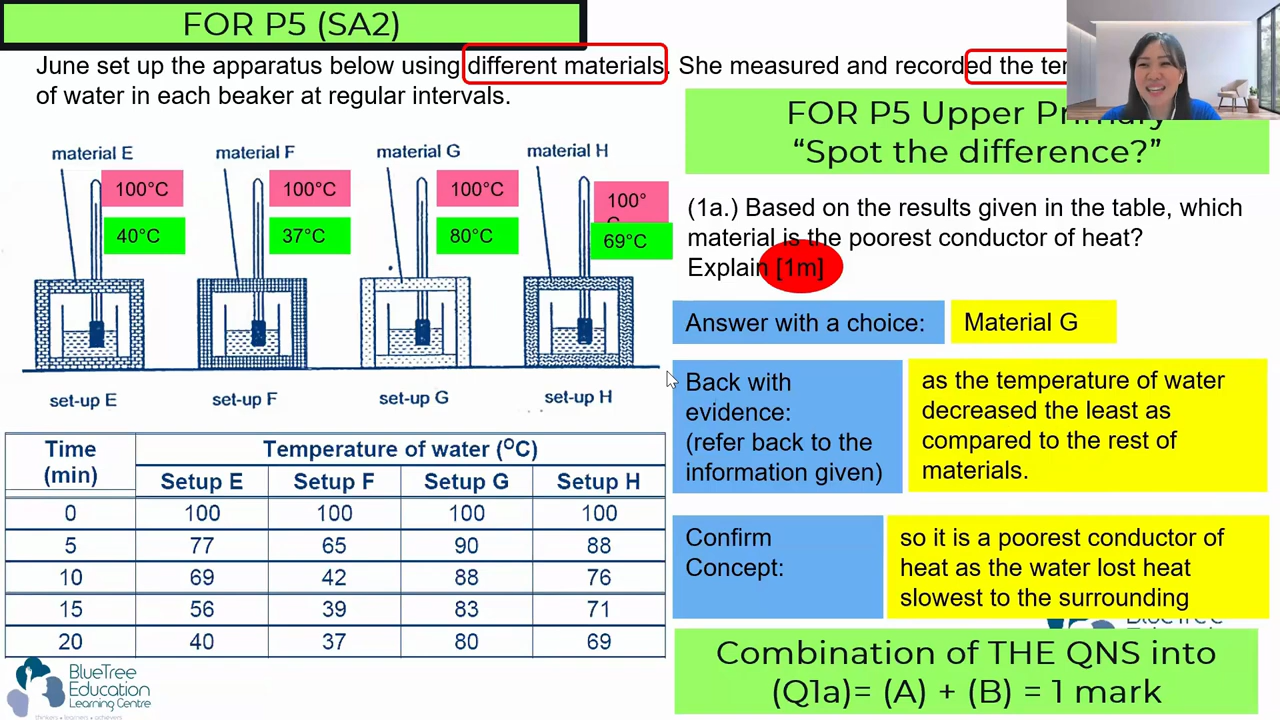 FOR P5 (SA2)
June set up the apparatus below using different materials. She measured and recorded the
of water in each beaker at regular intervals.
FOR P5 Upper Primary
“Spot the difference?”
material E
material F
material G
material H
100°C
100°C
100°C
100°
40°C
37°C
80°C
69°C
set-up E
set-up F
set-up G
set-up H
(1a.) Based on the results given in the table, which
material is the poorest conductor of heat?
Explain [1m]
Answer with a choice:
Material G
Back with
evidence:
(refer back to the
information given)
as the temperature of water
decreased the least as
compared to the rest of
materials.
Confirm
Concept:
so it is a poorest conductor of
heat as the water lost heat
slowest to the surrounding
Time
(min)
Temperature of water (°C)
Setup E Setup F Setup G Setup H
0 100 100 100 100
5 77 65 90 88
10 69 42 88 76
15 56 39 83 71
20 40 37 80 69
Combination of THE QNS into
(Q1a)= (A) + (B) = 1 mark
BlueTree
Education
Learning Centre
thinkers • learners • achievers